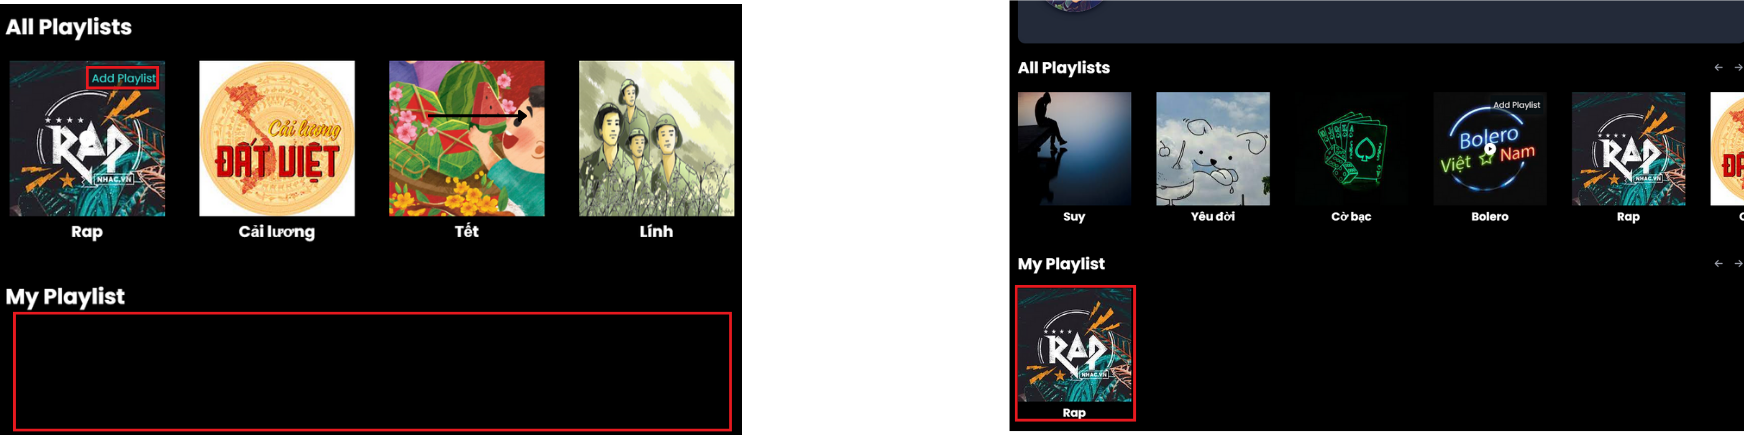 All Playlists
Add Playlist
RAP
NHAC.VN
Cải lương
ĐẤT VIỆT
Rap
Cải lương
Tết
Lính
My Playlist
All Playlists
Add Playlist
Bolero
Việt Nam
RAP
NHAC.VN
Suy
Yêu đời
Cờ bạc
Bolero
Rap
My Playlist
RAP
NHAC.VN
Rap